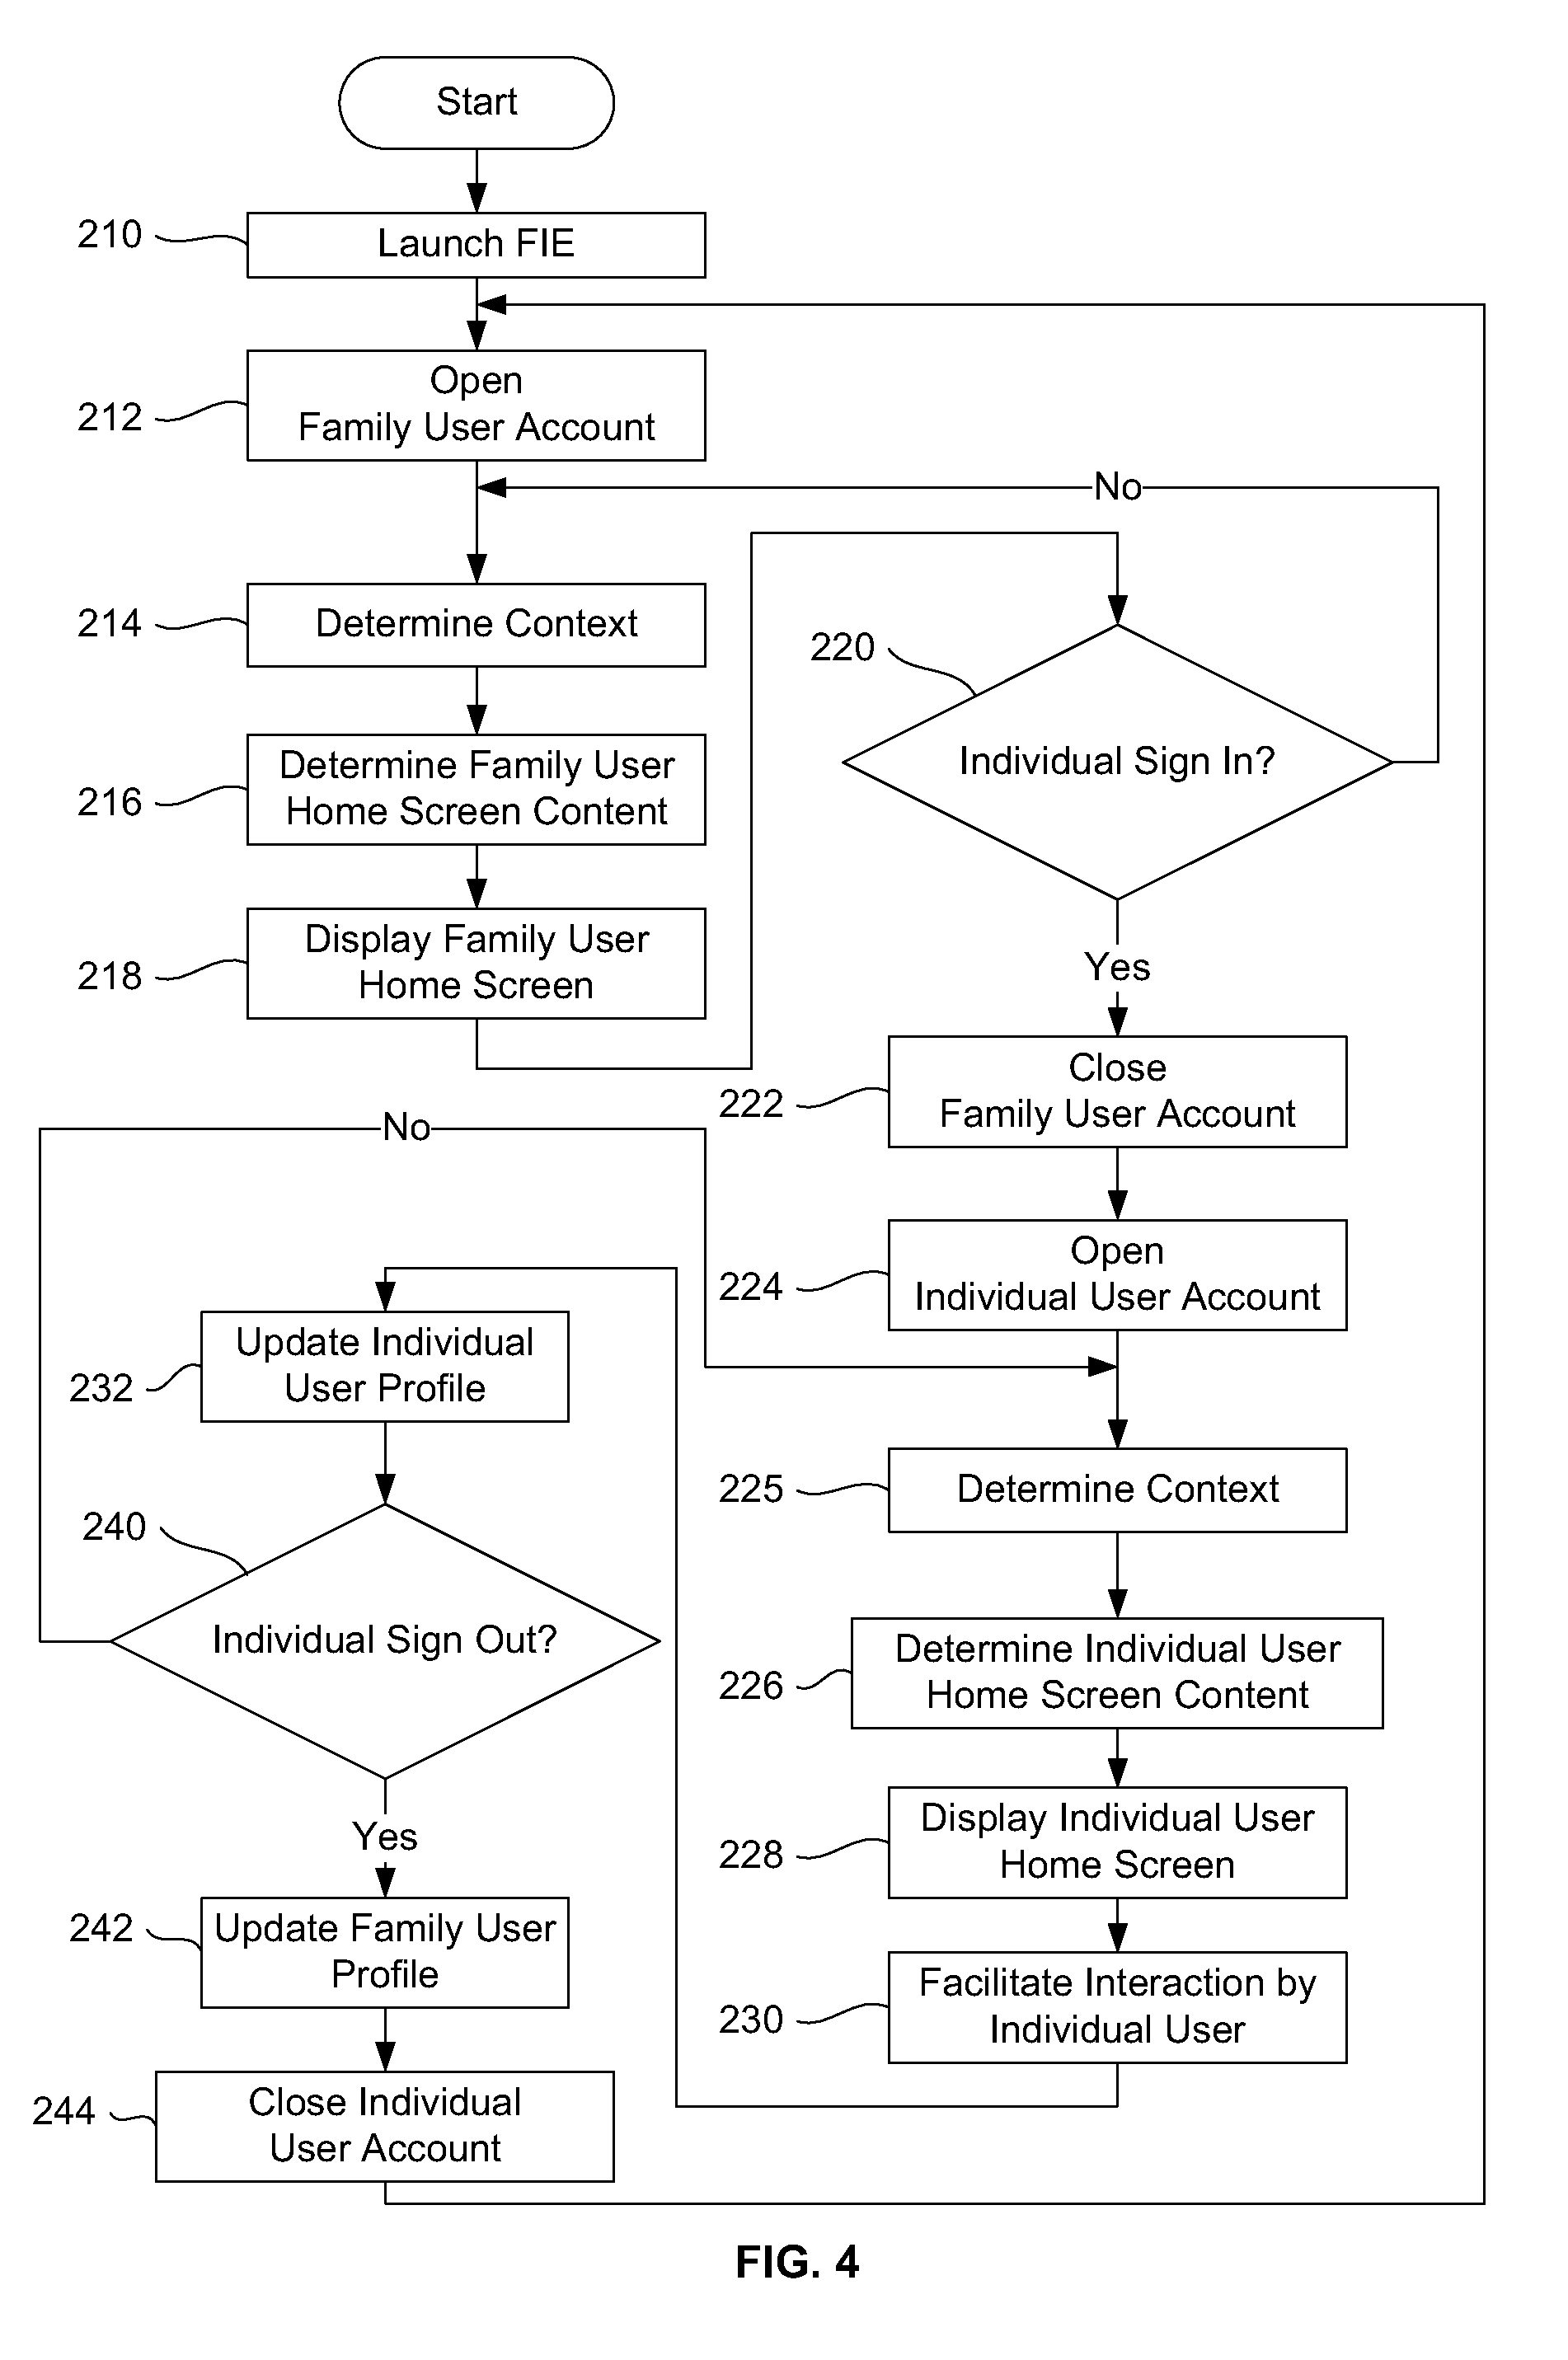 Start
210
Launch FIE
212
Open
Family User Account
No
214
Determine Context
220
Individual Sign In?
216
Determine Family User
Home Screen Content
218
Display Family User
Home Screen
Yes
222
Close
Family User Account
No
224
Open
Individual User Account
232
Update Individual
User Profile
225
Determine Context
240
Individual Sign Out?
226
Determine Individual User
Home Screen Content
228
Display Individual User
Home Screen
Yes
242
Update Family User
Profile
230
Facilitate Interaction by
Individual User
244
Close Individual
User Account
FIG. 4